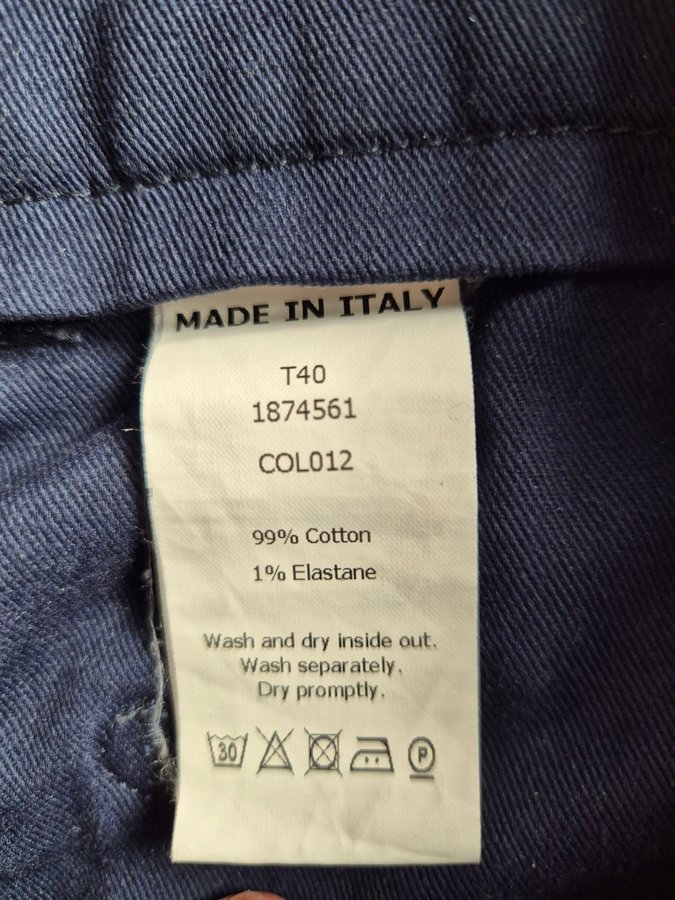 MADE IN ITALY
T40
1874561
COL012
99% Cotton
1% Elastane
Wash and dry inside out.
Wash separately.
Dry promptly.
30 P